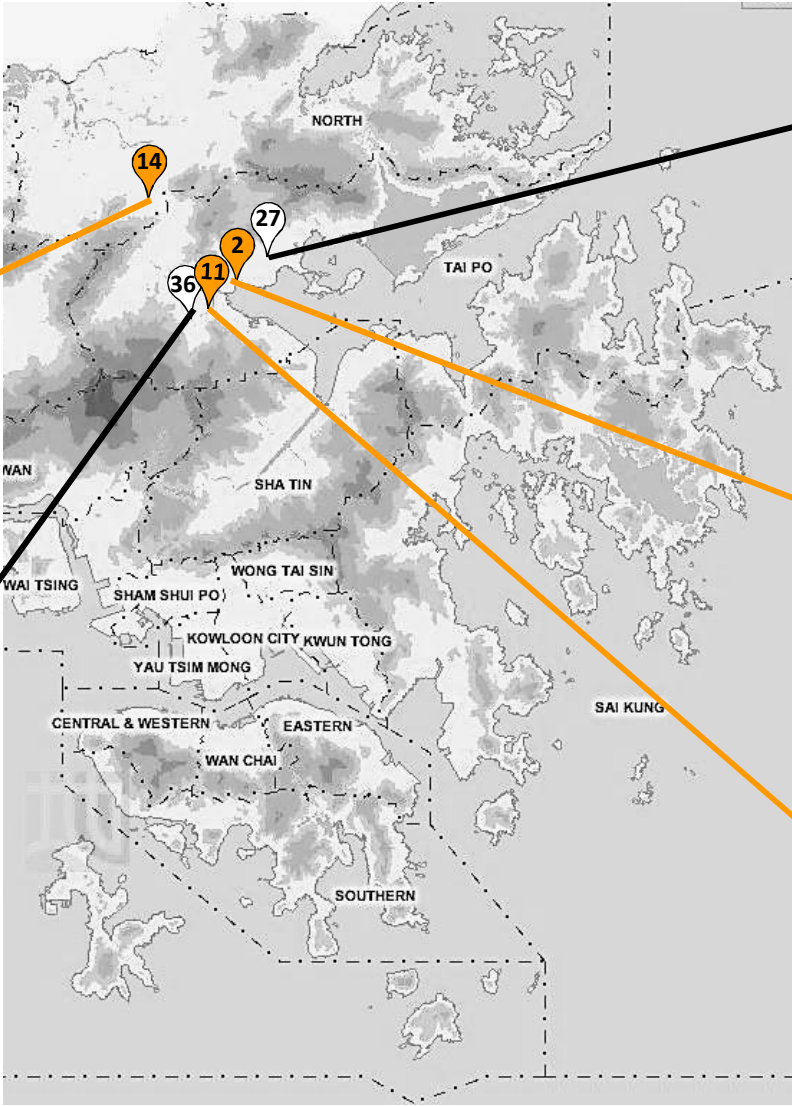 NORTH
14
27
2
TAI PO
36
11
WAN
SHA TIN
WAI TSING
WONG TAI SIN
SHAM SHUI PO
KOWLOON CITY
KWUN TONG
YAU TSIM MONG
SAI KUNG
CENTRAL & WESTERN
EASTERN
WAN CHAI
SOUTHERN